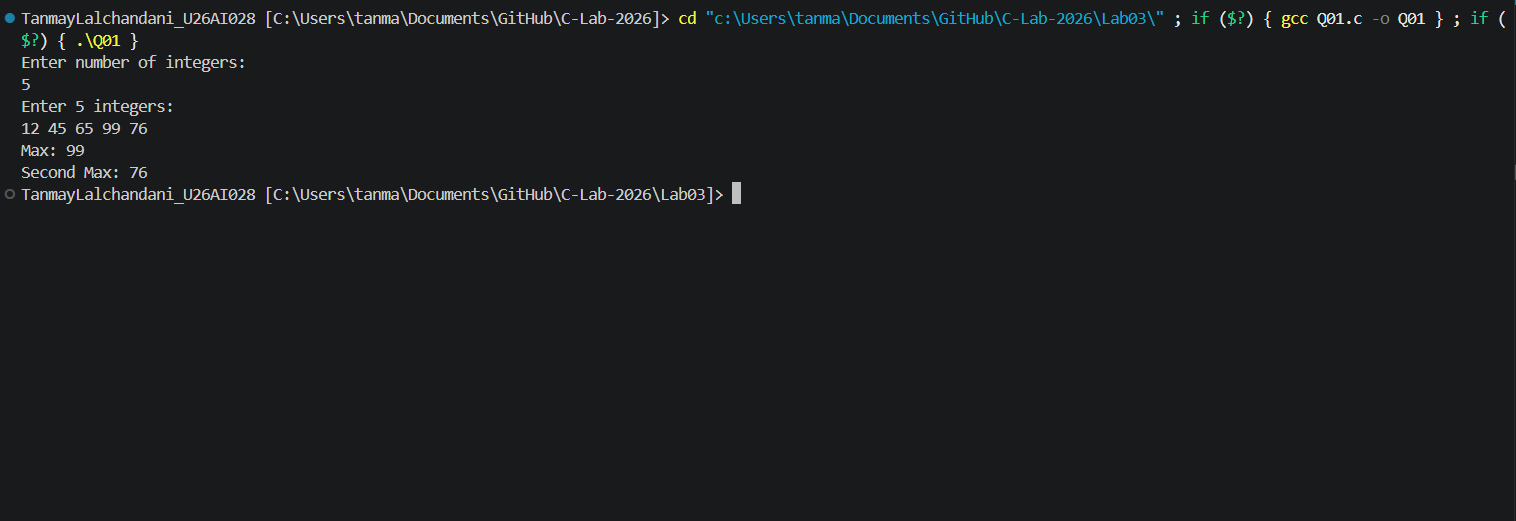 TanmayLalchandani_U26AI028 [C:\Users\tanma\Documents\GitHub\C-Lab-2026]> cd "c:\Users\tanma\Documents\GitHub\C-Lab-2026\Lab03\" ; if ($?) { gcc Q01.c -o Q01 } ; if (
$?) { .\Q01 }
Enter number of integers:
5
Enter 5 integers:
12 45 65 99 76
Max: 99
Second Max: 76
TanmayLalchandani_U26AI028 [C:\Users\tanma\Documents\GitHub\C-Lab-2026\Lab03]>